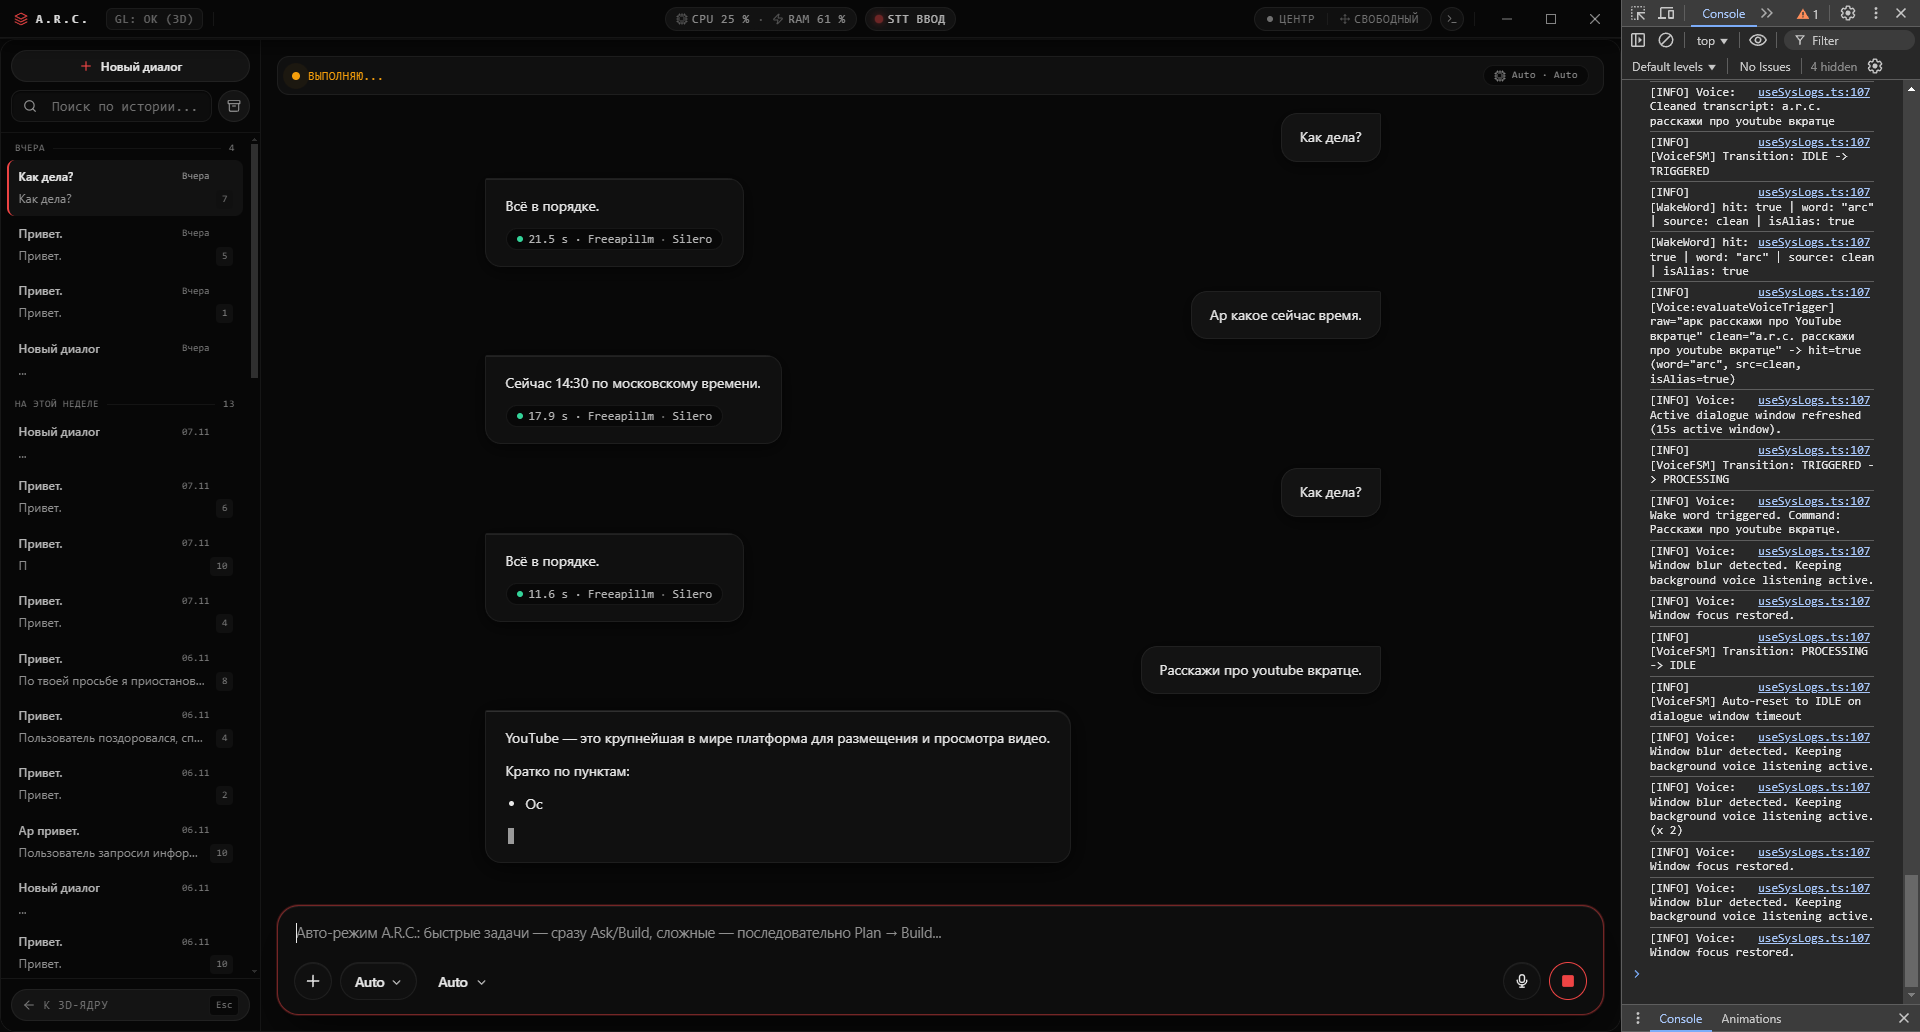 A.R.C.
GL: OK (3D)
CPU 25 % · RAM 61 %
STT ВВОД
ЦЕНТР
СВОБОДНЫЙ
+ Новый диалог
Поиск по истории...
ВЧЕРА 4
Как дела? Вчера
Как дела? 7
Привет. Вчера
Привет. 5
Привет. Вчера
Привет. 1
Новый диалог Вчера
...
НА ЭТОЙ НЕДЕЛЕ 13
Новый диалог 07.11
...
Привет. 07.11
Привет. 6
Привет. 07.11
П 10
Привет. 07.11
Привет. 4
Привет. 06.11
По твоей просьбе я приостанов... 8
Привет. 06.11
Пользователь поздоровался, сп... 4
Привет. 06.11
Привет. 2
Ар привет. 06.11
Пользователь запросил инфор... 10
Новый диалог 06.11
...
Привет. 06.11
Привет. 10
← К 3D-ЯДРУ Esc
ВЫПОЛНЯЮ...
Auto · Auto
Как дела?
Всё в порядке.
21.5 s · Freeapillm · Silero
Ар какое сейчас время.
Сейчас 14:30 по московскому времени.
17.9 s · Freeapillm · Silero
Как дела?
Всё в порядке.
11.6 s · Freeapillm · Silero
Расскажи про youtube вкратце.
YouTube — это крупнейшая в мире платформа для размещения и просмотра видео.
Кратко по пунктам:
• Ос
Авто-режим A.R.C.: быстрые задачи — сразу Ask/Build, сложные — последовательно Plan → Build...
Auto
Auto
Console
1
top
Filter
Default levels
No Issues
4 hidden
[INFO] Voice: useSysLogs.ts:107
Cleaned transcript: a.r.c.
расскажи про youtube вкратце
[INFO] useSysLogs.ts:107
[VoiceFSM] Transition: IDLE ->
TRIGGERED
[INFO] useSysLogs.ts:107
[WakeWord] hit: true | word: "arc"
| source: clean | isAlias: true
[WakeWord] hit: useSysLogs.ts:107
true | word: "arc" | source: clean
| isAlias: true
[INFO] useSysLogs.ts:107
[Voice:evaluateVoiceTrigger]
raw="арк расскажи про YouTube
вкратце" clean="a.r.c. расскажи
про youtube вкратце" -> hit=true
(word="arc", src=clean,
isAlias=true)
[INFO] Voice: useSysLogs.ts:107
Active dialogue window refreshed
(15s active window).
[INFO] useSysLogs.ts:107
[VoiceFSM] Transition: TRIGGERED -
> PROCESSING
[INFO] Voice: useSysLogs.ts:107
Wake word triggered. Command:
Расскажи про youtube вкратце.
[INFO] Voice: useSysLogs.ts:107
Window blur detected. Keeping
background voice listening active.
[INFO] Voice: useSysLogs.ts:107
Window focus restored.
[INFO] useSysLogs.ts:107
[VoiceFSM] Transition: PROCESSING
-> IDLE
[INFO] useSysLogs.ts:107
[VoiceFSM] Auto-reset to IDLE on
dialogue window timeout
[INFO] Voice: useSysLogs.ts:107
Window blur detected. Keeping
background voice listening active.
[INFO] Voice: useSysLogs.ts:107
Window blur detected. Keeping
background voice listening active.
(x 2)
[INFO] Voice: useSysLogs.ts:107
Window focus restored.
[INFO] Voice: useSysLogs.ts:107
Window blur detected. Keeping
background voice listening active.
[INFO] Voice: useSysLogs.ts:107
Window focus restored.
Console
Animations